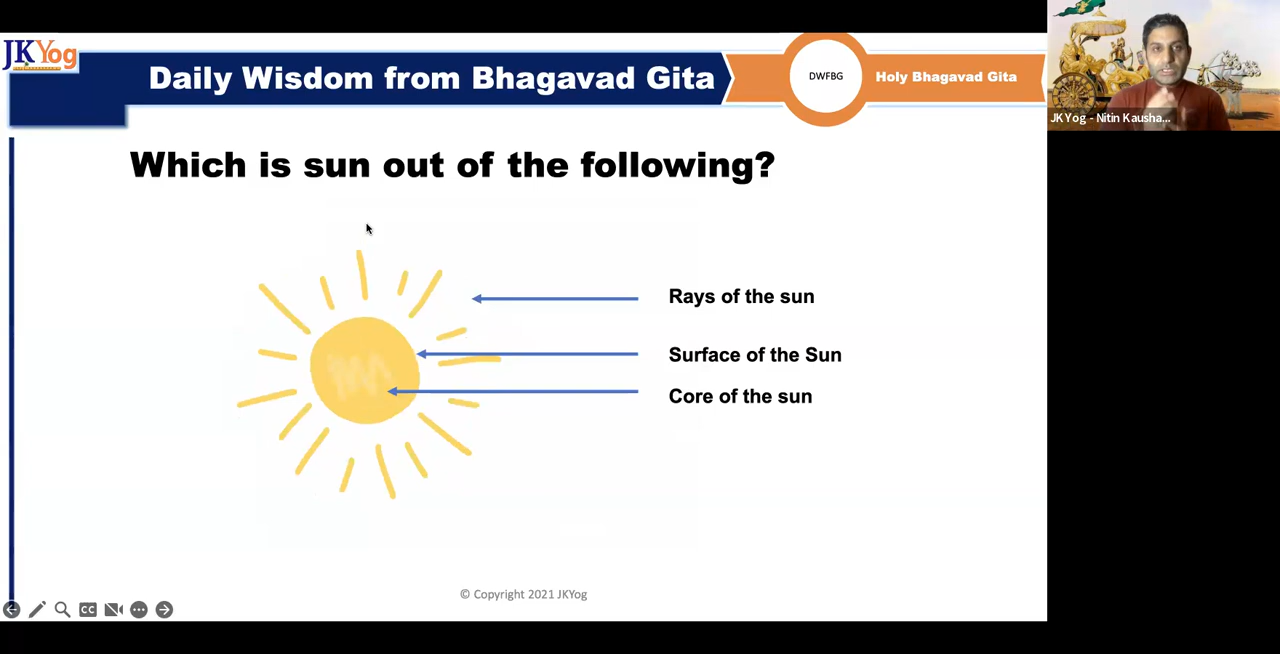 JKYog
Daily Wisdom from Bhagavad Gita
DWFBG
Holy Bhagavad Gita
JKYog - Nitin Kausha...
Which is sun out of the following?
Rays of the sun
Surface of the Sun
Core of the sun
© Copyright 2021 JKYog
CC